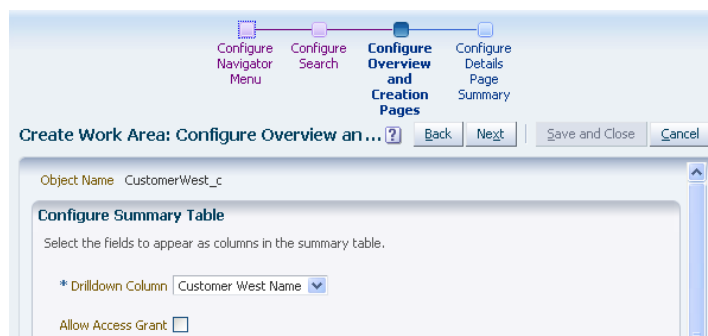 Configure Navigator Menu
Configure Search
Configure Overview and Creation Pages
Configure Details Page Summary
Create Work Area: Configure Overview an... ? Back Next Save and Close Cancel
Object Name CustomerWest_c
Configure Summary Table
Select the fields to appear as columns in the summary table.
* Drilldown Column Customer West Name
Allow Access Grant